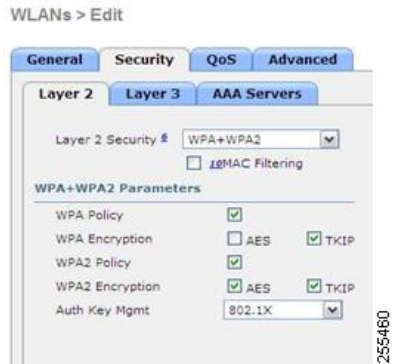 WLANs > Edit
General Security QoS Advanced
Layer 2 Layer 3 AAA Servers
Layer 2 Security 6 WPA+WPA2
10MAC Filtering
WPA+WPA2 Parameters
WPA Policy
WPA Encryption AES TKIP
WPA2 Policy
WPA2 Encryption AES TKIP
Auth Key Mgmt 802.1X
255460